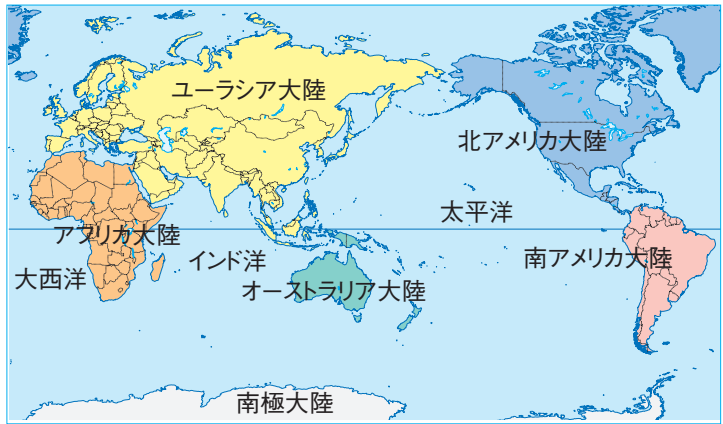 ユーラシア大陸
北アメリカ大陸
太平洋
アフリカ大陸
インド洋
南アメリカ大陸
大西洋
オーストラリア大陸
南極大陸